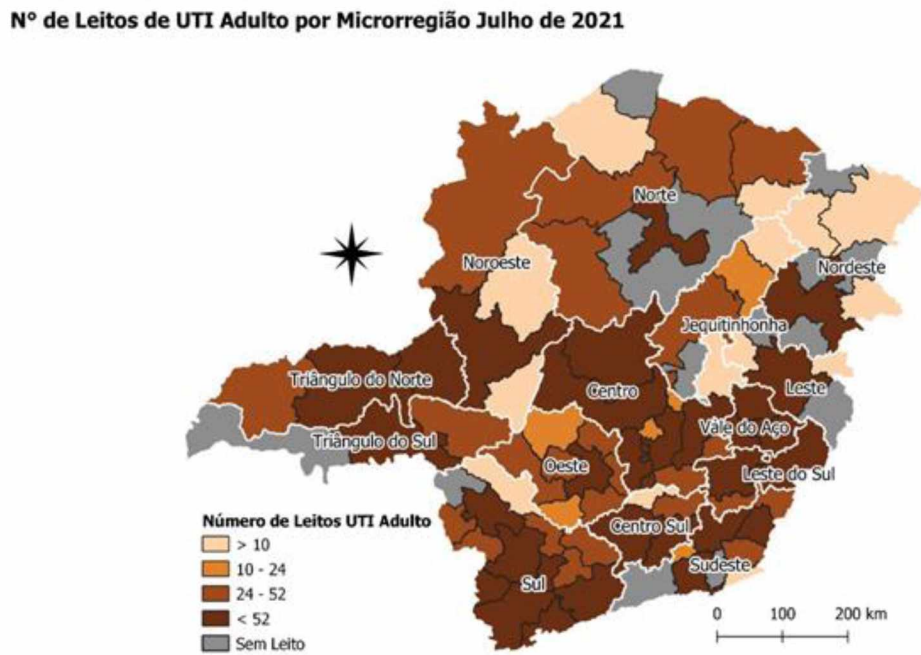 N° de Leitos de UTI Adulto por Microrregião Julho de 2021
Norte
Noroeste
Nordeste
Jequitinhonha
Triângulo do Norte
Centro
Leste
Vale do Aço
Triângulo do Sul
Oeste
Leste do Sul
Centro Sul
Sudeste
Sul
Número de Leitos UTI Adulto
> 10
10 - 24
24 - 52
< 52
Sem Leito
0 100 200 km